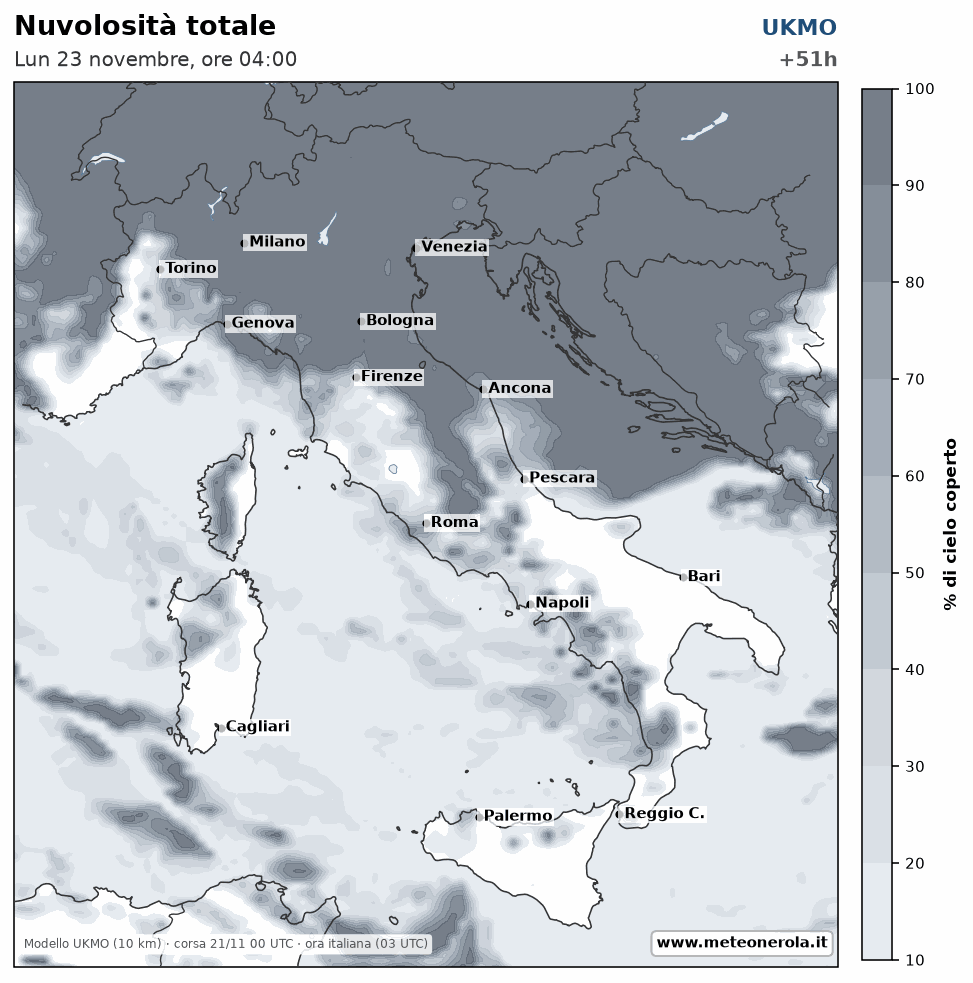 Nuvolosità totale
UKMO
Lun 23 novembre, ore 04:00
+51h
100
90
80
70
60
50
40
30
20
10
% di cielo coperto
Milano
Venezia
Torino
Genova
Bologna
Firenze
Ancona
Pescara
Roma
Bari
Napoli
Cagliari
Palermo
Reggio C.
Modello UKMO (10 km) · corsa 21/11 00 UTC · ora italiana (03 UTC)
www.meteonerola.it